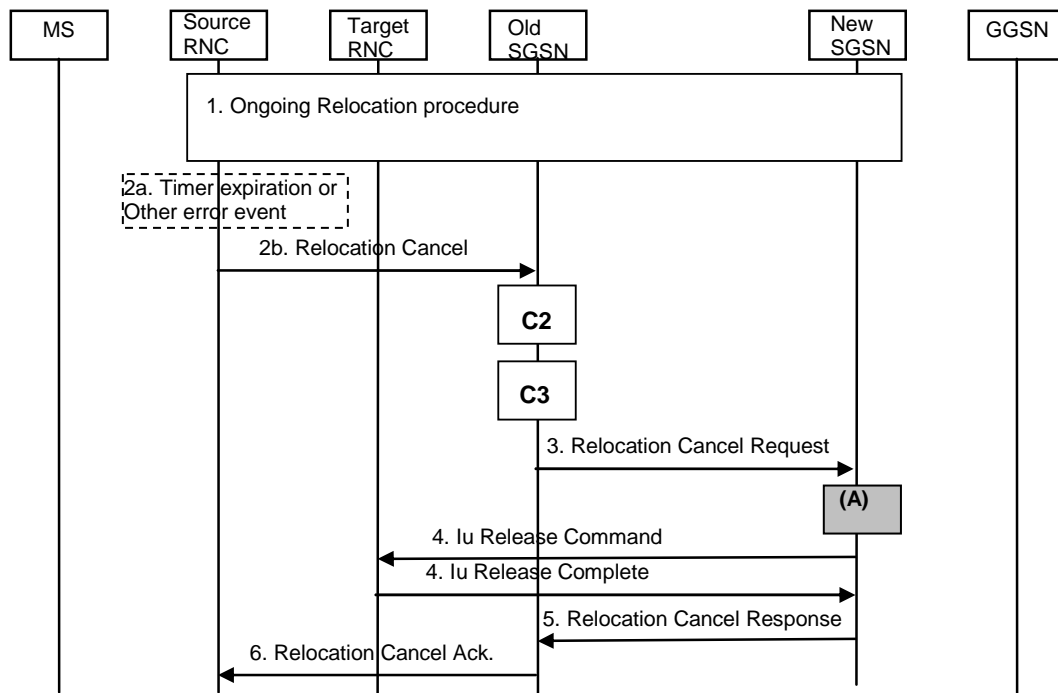 MS
Source
RNC
Target
RNC
Old
SGSN
New
SGSN
GGSN
1. Ongoing Relocation procedure
2a. Timer expiration or
Other error event
2b. Relocation Cancel
C2
C3
3. Relocation Cancel Request
(A)
4. Iu Release Command
4. Iu Release Complete
5. Relocation Cancel Response
6. Relocation Cancel Ack.